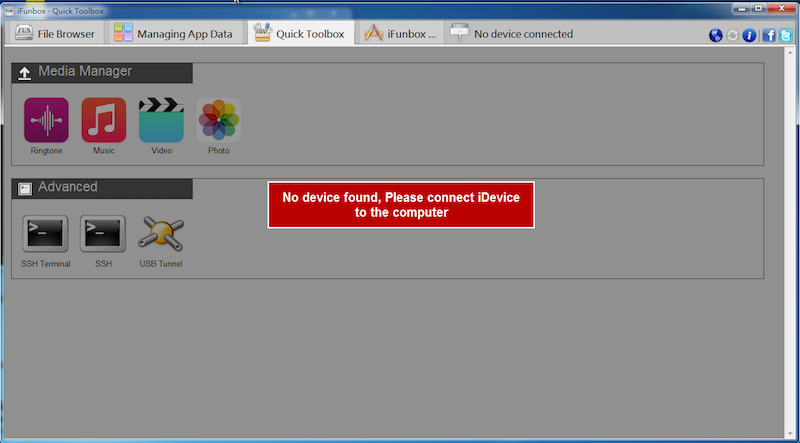 iFunbox - Quick Toolbox
File Browser
Managing App Data
Quick Toolbox
iFunbox ...
No device connected
Media Manager
Ringtone
Music
Video
Photo
Advanced
No device found, Please connect iDevice
to the computer
SSH Terminal
SSH
USB Tunnel